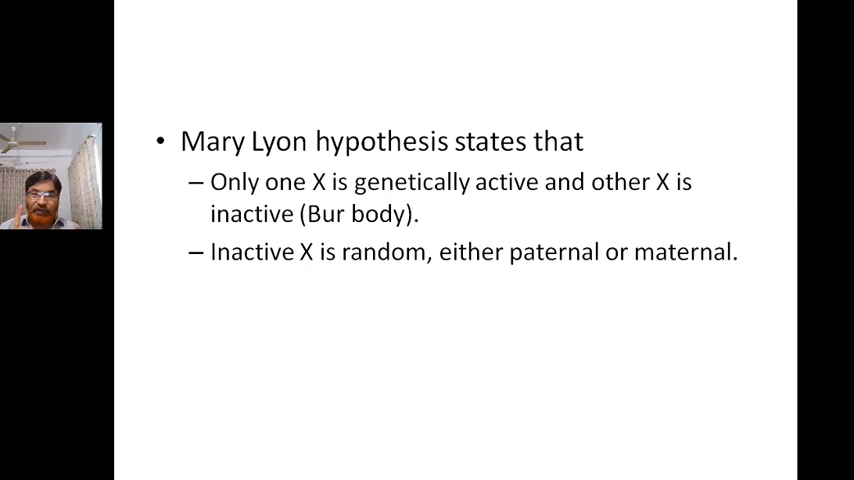 • Mary Lyon hypothesis states that
– Only one X is genetically active and other X is
inactive (Bur body).
– Inactive X is random, either paternal or maternal.